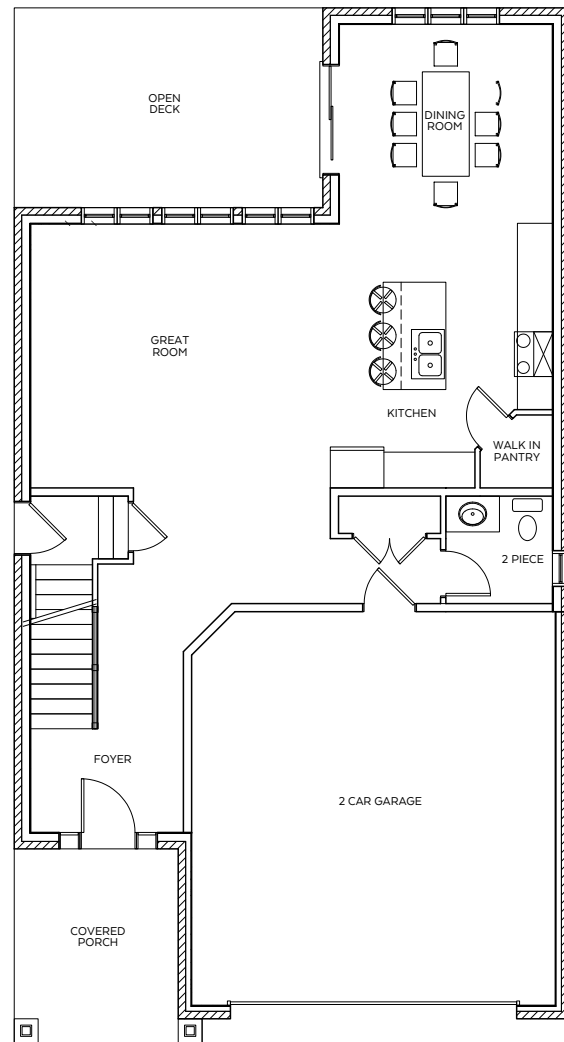 OPEN
DECK
DINING
ROOM
GREAT
ROOM
KITCHEN
WALK IN
PANTRY
2 PIECE
FOYER
2 CAR GARAGE
COVERED
PORCH